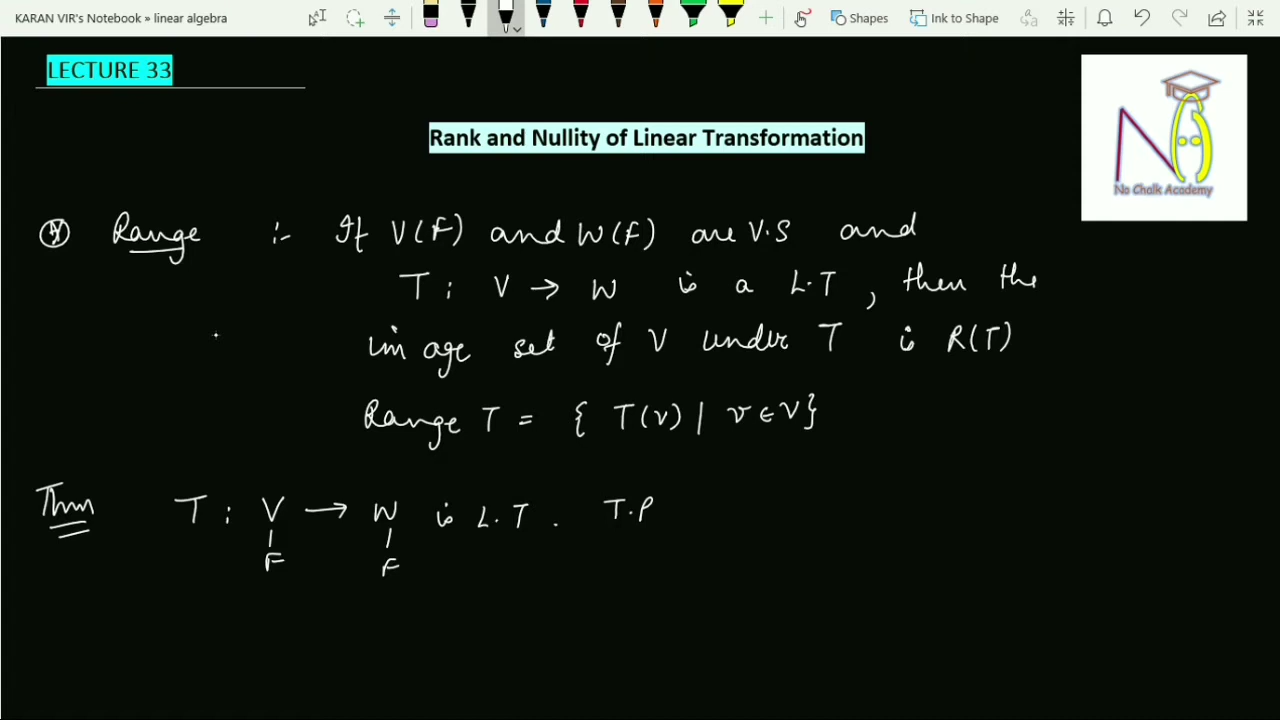 KARAN VIR's Notebook » linear algebra
Shapes
Ink to Shape
LECTURE 33
No Chalk Academy
Rank and Nullity of Linear Transformation
Range :- If V(F) and W(F) are V.S and
T : V → W is a L.T , then the
image set of V under T is R(T)
Range T = { T(v) | v ∈ V}
Thm T : V → W is L.T . T.P
F F